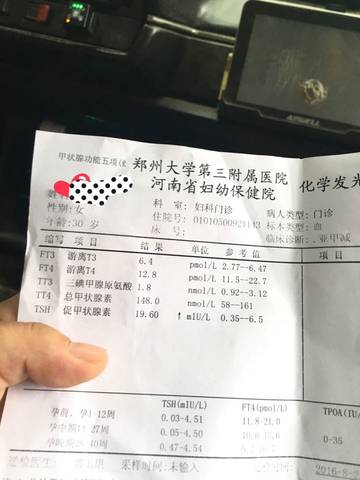 甲状腺功能五项
郑州大学第三附属医院
河南省妇幼保健院
化学发光
性别:女
科 室: 妇科门诊
病人类型: 门诊
年龄:30 岁
住院号: 01010500921143
标本类型: 血
床 号:
临床诊断: 亚甲减
缩写 项 目 结 果 单位 参 考 值
FT3 游离T3 6.4 pmol/L 2.77--6.47
FT4 游离T4 12.8 pmol/L 11.5--22.7
TT3 三碘甲腺原氨酸 1.8 nmol/L 0.92--3.12
TT4 总甲状腺素 148.0 nmol/L 58--161
TSH 促甲状腺素 19.60 ↑ mIU/L 0.35--6.5
TSH(mIU/L) FT4(pmol/L) TPOA(IU/
孕前, 孕1-12周 0.03-4.51 11.8-21.0
孕中期13-27周 0.05-4.50 10.6-17.6 0-35
孕晚期28-40周 0.47-4.54
送检医生: 采样时间:未输入
2016-8-2